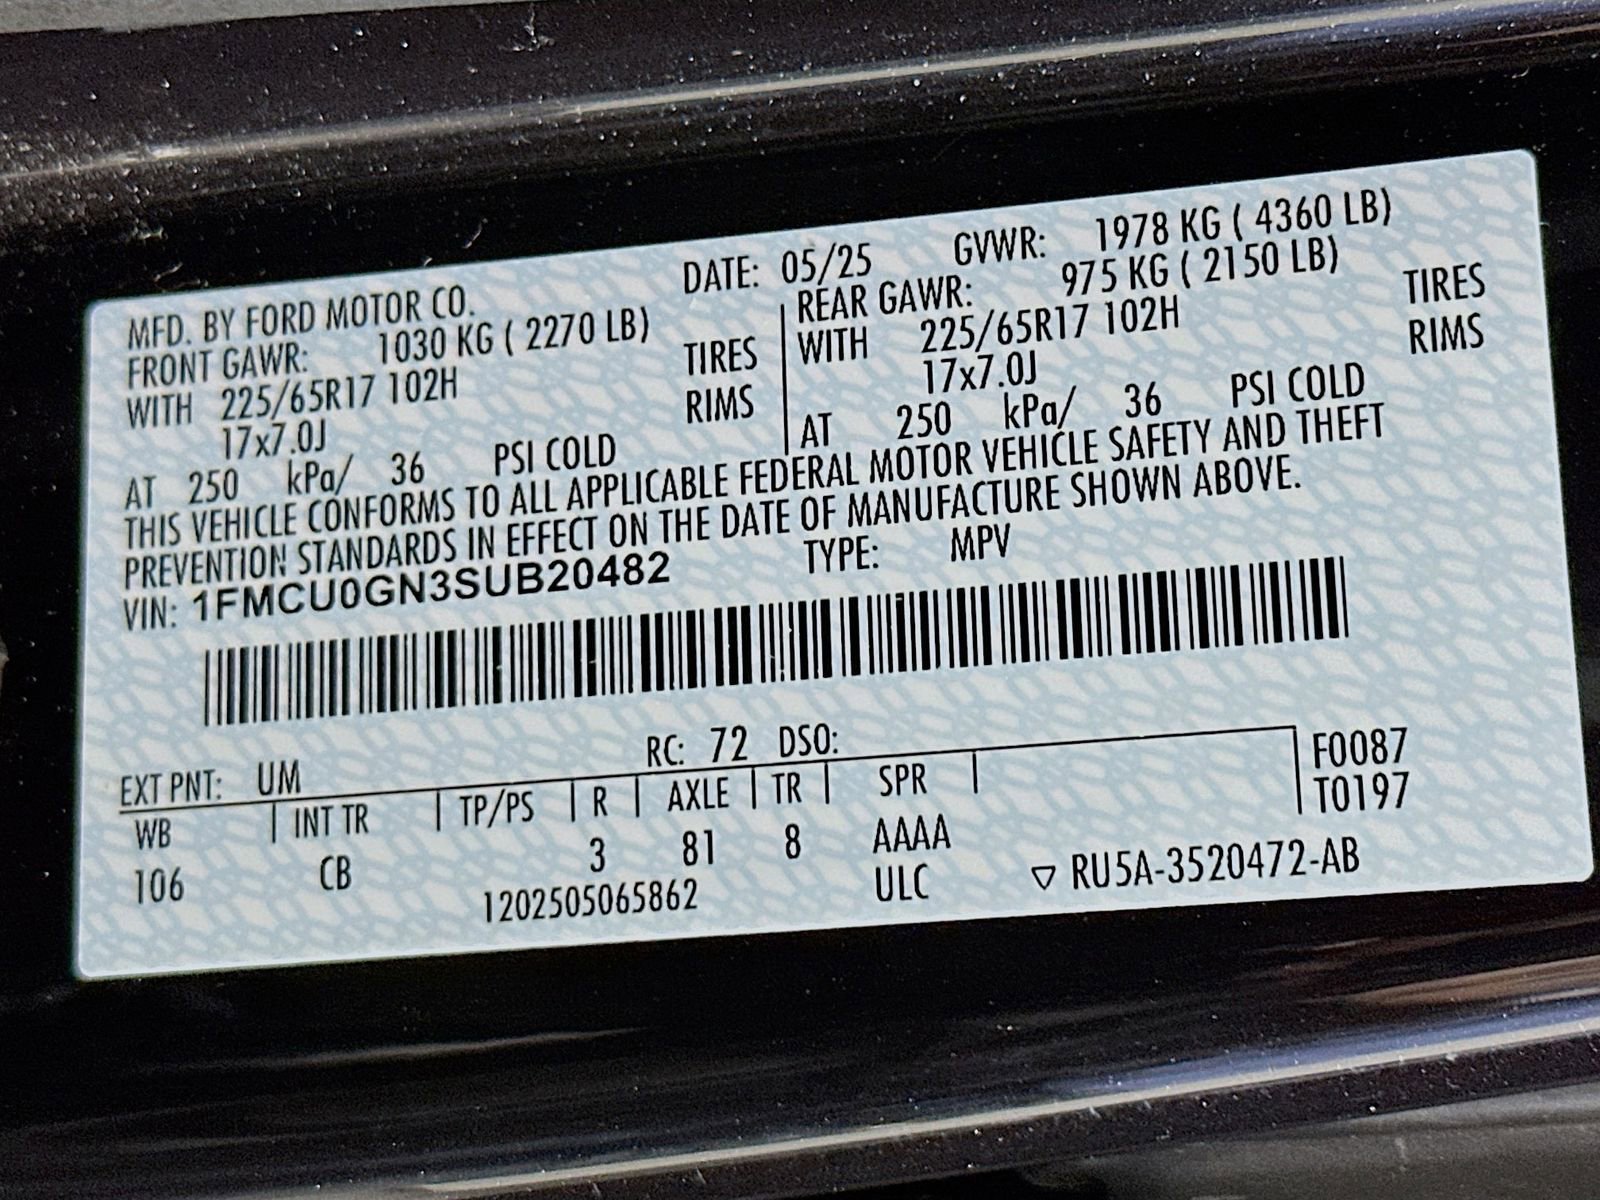 MFD. BY FORD MOTOR CO. DATE: 05/25 GVWR: 1978 KG ( 4360 LB)
FRONT GAWR: 1030 KG ( 2270 LB) REAR GAWR: 975 KG ( 2150 LB)
WITH 225/65R17 102H TIRES WITH 225/65R17 102H TIRES
17x7.0J RIMS 17x7.0J RIMS
AT 250 kPa/ 36 PSI COLD AT 250 kPa/ 36 PSI COLD
THIS VEHICLE CONFORMS TO ALL APPLICABLE FEDERAL MOTOR VEHICLE SAFETY AND THEFT
PREVENTION STANDARDS IN EFFECT ON THE DATE OF MANUFACTURE SHOWN ABOVE.
VIN: 1FMCU0GN3SUB20482 TYPE: MPV
EXT PNT: UM RC: 72 DSO:
WB INT TR TP/PS R AXLE TR SPR F0087
T0197
106 CB 3 81 8 AAAA
1202505065862 ULC ▽ RU5A-3520472-AB